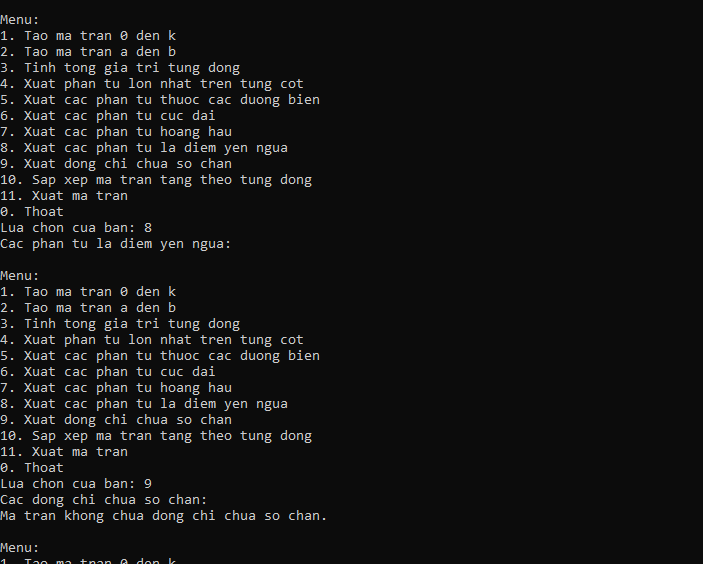 Menu:
1. Tao ma tran 0 den k
2. Tao ma tran a den b
3. Tinh tong gia tri tung dong
4. Xuat phan tu lon nhat tren tung cot
5. Xuat cac phan tu thuoc cac duong bien
6. Xuat cac phan tu cuc dai
7. Xuat cac phan tu hoang hau
8. Xuat cac phan tu la diem yen ngua
9. Xuat dong chi chua so chan
10. Sap xep ma tran tang theo tung dong
11. Xuat ma tran
0. Thoat
Lua chon cua ban: 8
Cac phan tu la diem yen ngua:
Menu:
1. Tao ma tran 0 den k
2. Tao ma tran a den b
3. Tinh tong gia tri tung dong
4. Xuat phan tu lon nhat tren tung cot
5. Xuat cac phan tu thuoc cac duong bien
6. Xuat cac phan tu cuc dai
7. Xuat cac phan tu hoang hau
8. Xuat cac phan tu la diem yen ngua
9. Xuat dong chi chua so chan
10. Sap xep ma tran tang theo tung dong
11. Xuat ma tran
0. Thoat
Lua chon cua ban: 9
Cac dong chi chua so chan:
Ma tran khong chua dong chi chua so chan.
Menu:
1. Tao ma tran 0 den k